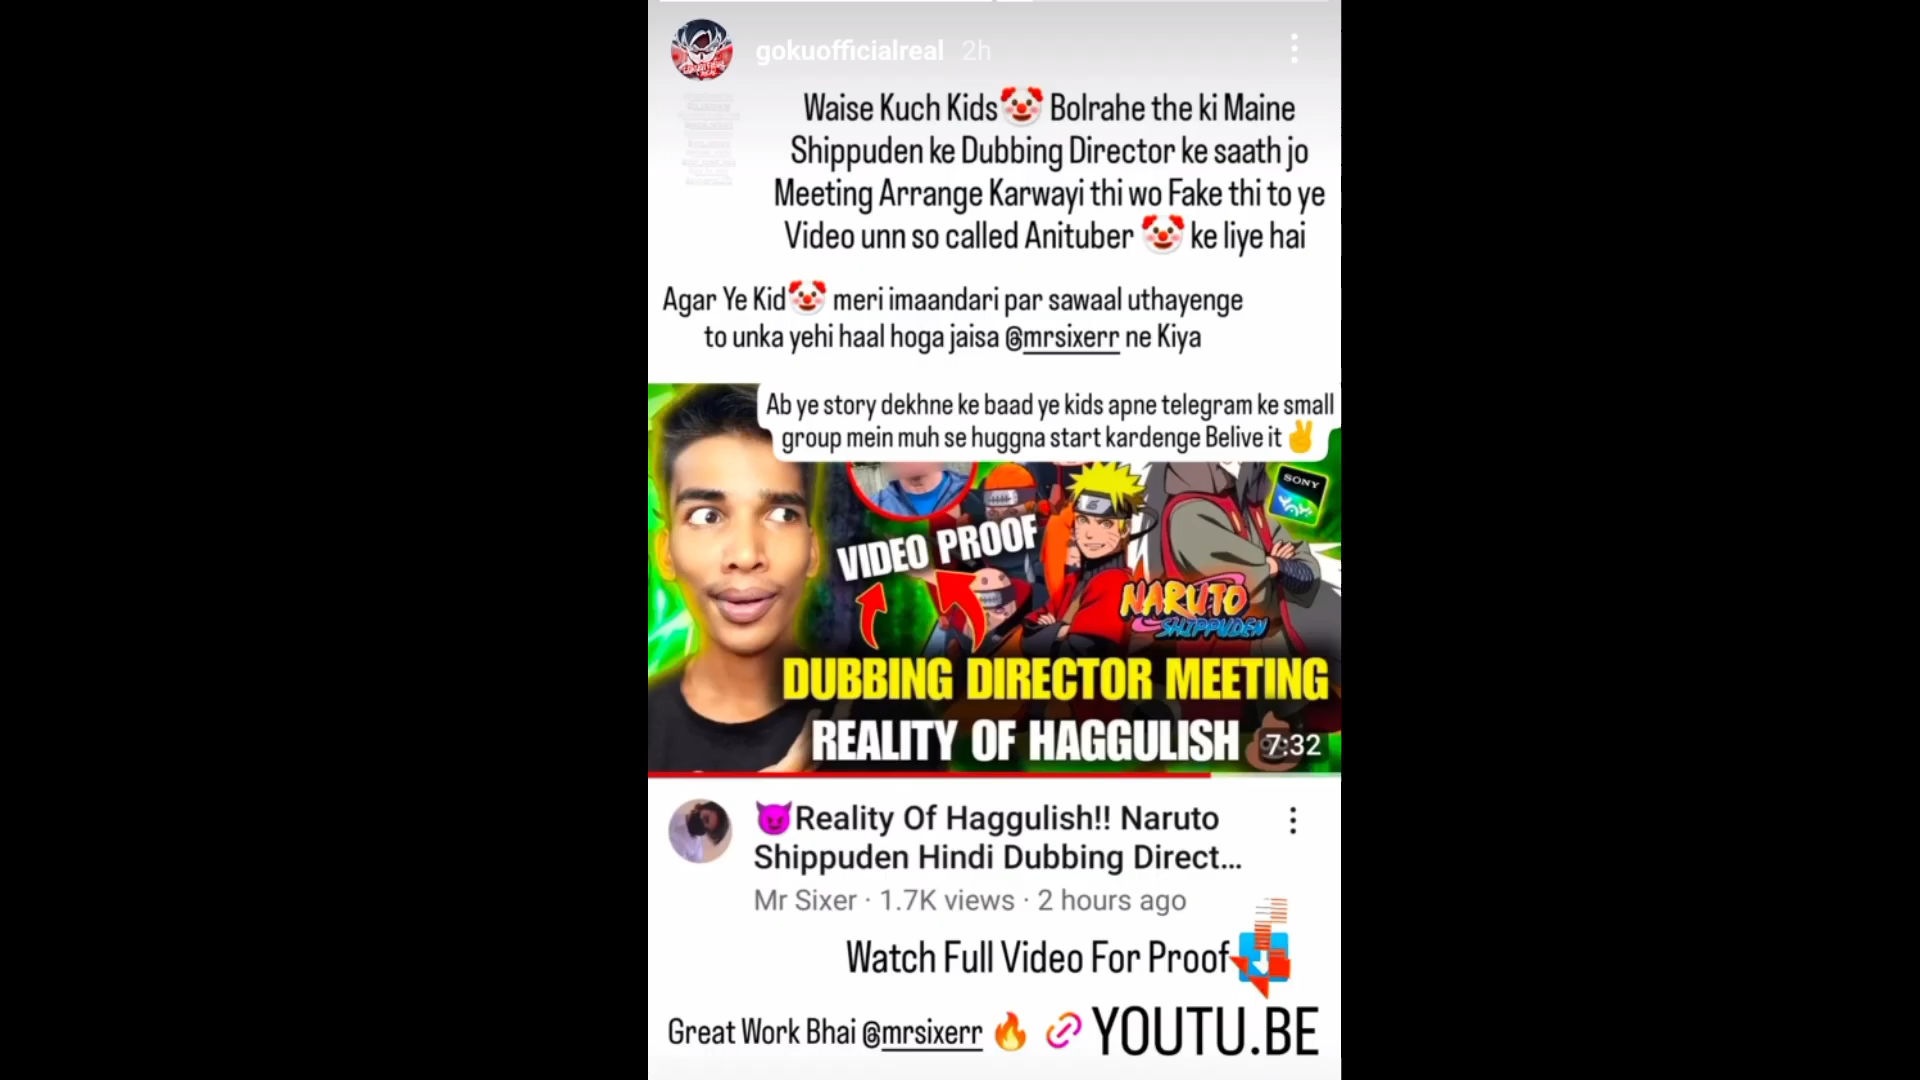 gokuofficialreal 2h
Waise Kuch Kids🤡 Bolrahe the ki Maine
Shippuden ke Dubbing Director ke saath jo
Meeting Arrange Karwayi thi wo Fake thi to ye
Video unn so called Anituber 🤡 ke liye hai
Agar Ye Kid🤡 meri imaandari par sawaal uthayenge
to unka yehi haal hoga jaisa @mrsixerr ne Kiya
Ab ye story dekhne ke baad ye kids apne telegram ke small
group mein muh se huggna start kardenge Belive it✌️
SONY
YAY
VIDEO PROOF
NARUTO
SHIPPUDEN
DUBBING DIRECTOR MEETING
REALITY OF HAGGULISH
7:32
😈Reality Of Haggulish!! Naruto
Shippuden Hindi Dubbing Direct...
Mr Sixer · 1.7K views · 2 hours ago
Watch Full Video For Proof
Great Work Bhai @mrsixerr 🔥 YOUTU.BE